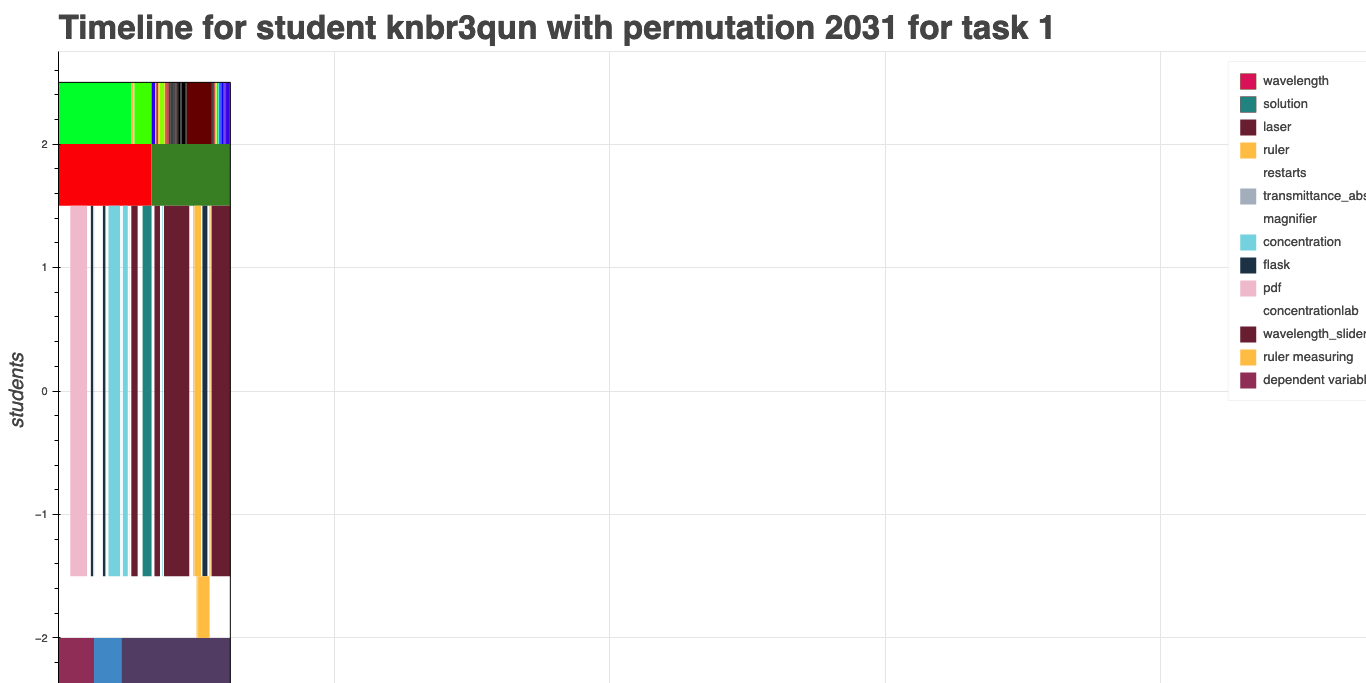 Timeline for student knbr3qun with permutation 2031 for task 1
wavelength
solution
laser
ruler
restarts
transmittance_abs
magnifier
concentration
flask
pdf
concentrationlab
wavelength_slider
ruler measuring
dependent variabl
students
2
1
0
−1
−2